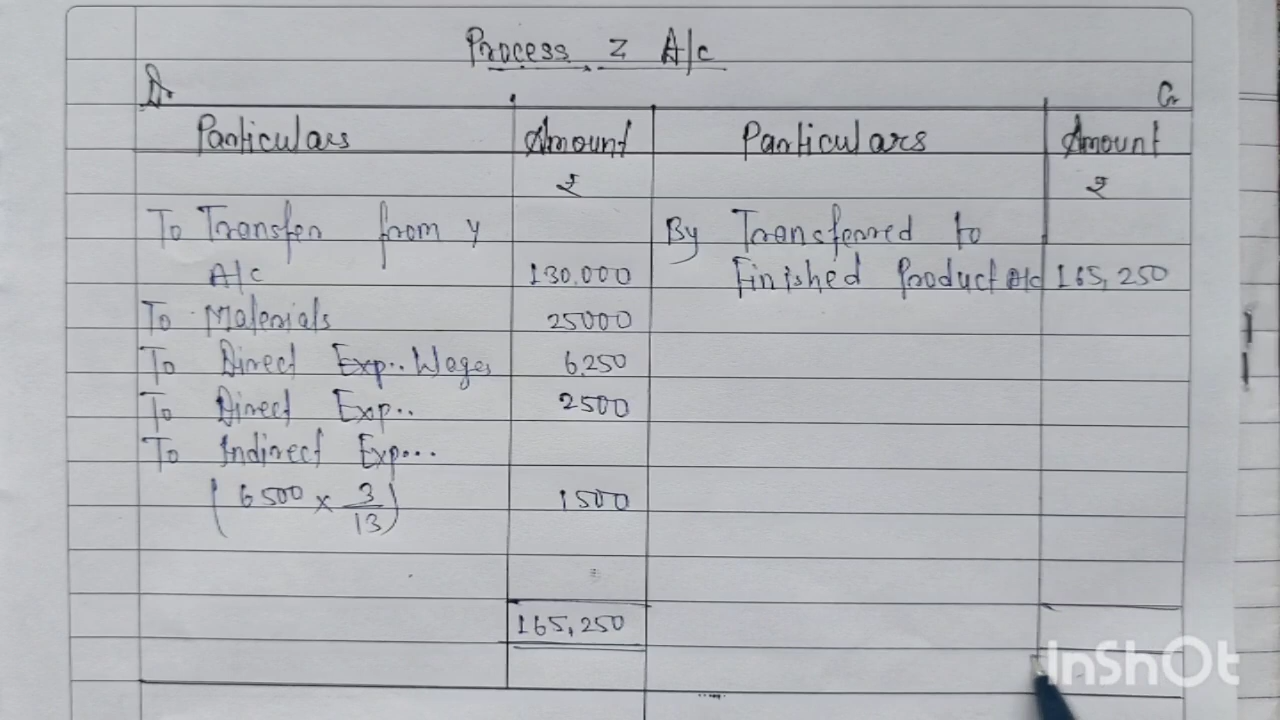 Process Z A/c
Dr Cr
Particulars Amount Particulars Amount
₹ ₹
To Transfer from Y By Transferred to
A/c 130,000 Finished Product A/c 165,250
To Materials 25000
To Direct Exp.. Wages 6,250
To Direct Exp.. 2500
To Indirect Exp...
(6500 × 3/13) 1500
165,250
InShOt